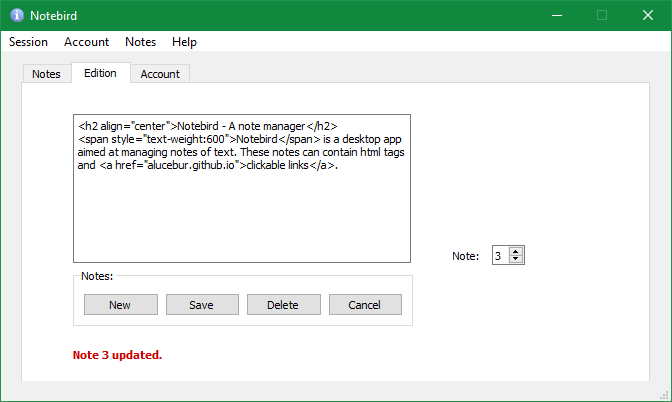 Notebird
Session Account Notes Help
Notes Edition Account
<h2 align="center">Notebird - A note manager</h2>
<span style="text-weight:600">Notebird</span> is a desktop app
aimed at managing notes of text. These notes can contain html tags
and <a href="alucebur.github.io">clickable links</a>.
Note: 3
Notes:
New Save Delete Cancel
Note 3 updated.